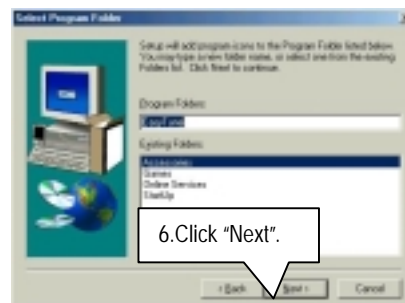 Select Program Folder
Setup will add program icons to the Program Folder listed below.
You may type a new folder name, or select one from the existing
Folders list. Click Next to continue.
Program Folders:
EasyTune
Existing Folders:
Accessories
Games
Online Services
StartUp
6.Click “Next”.
< Back
Next >
Cancel